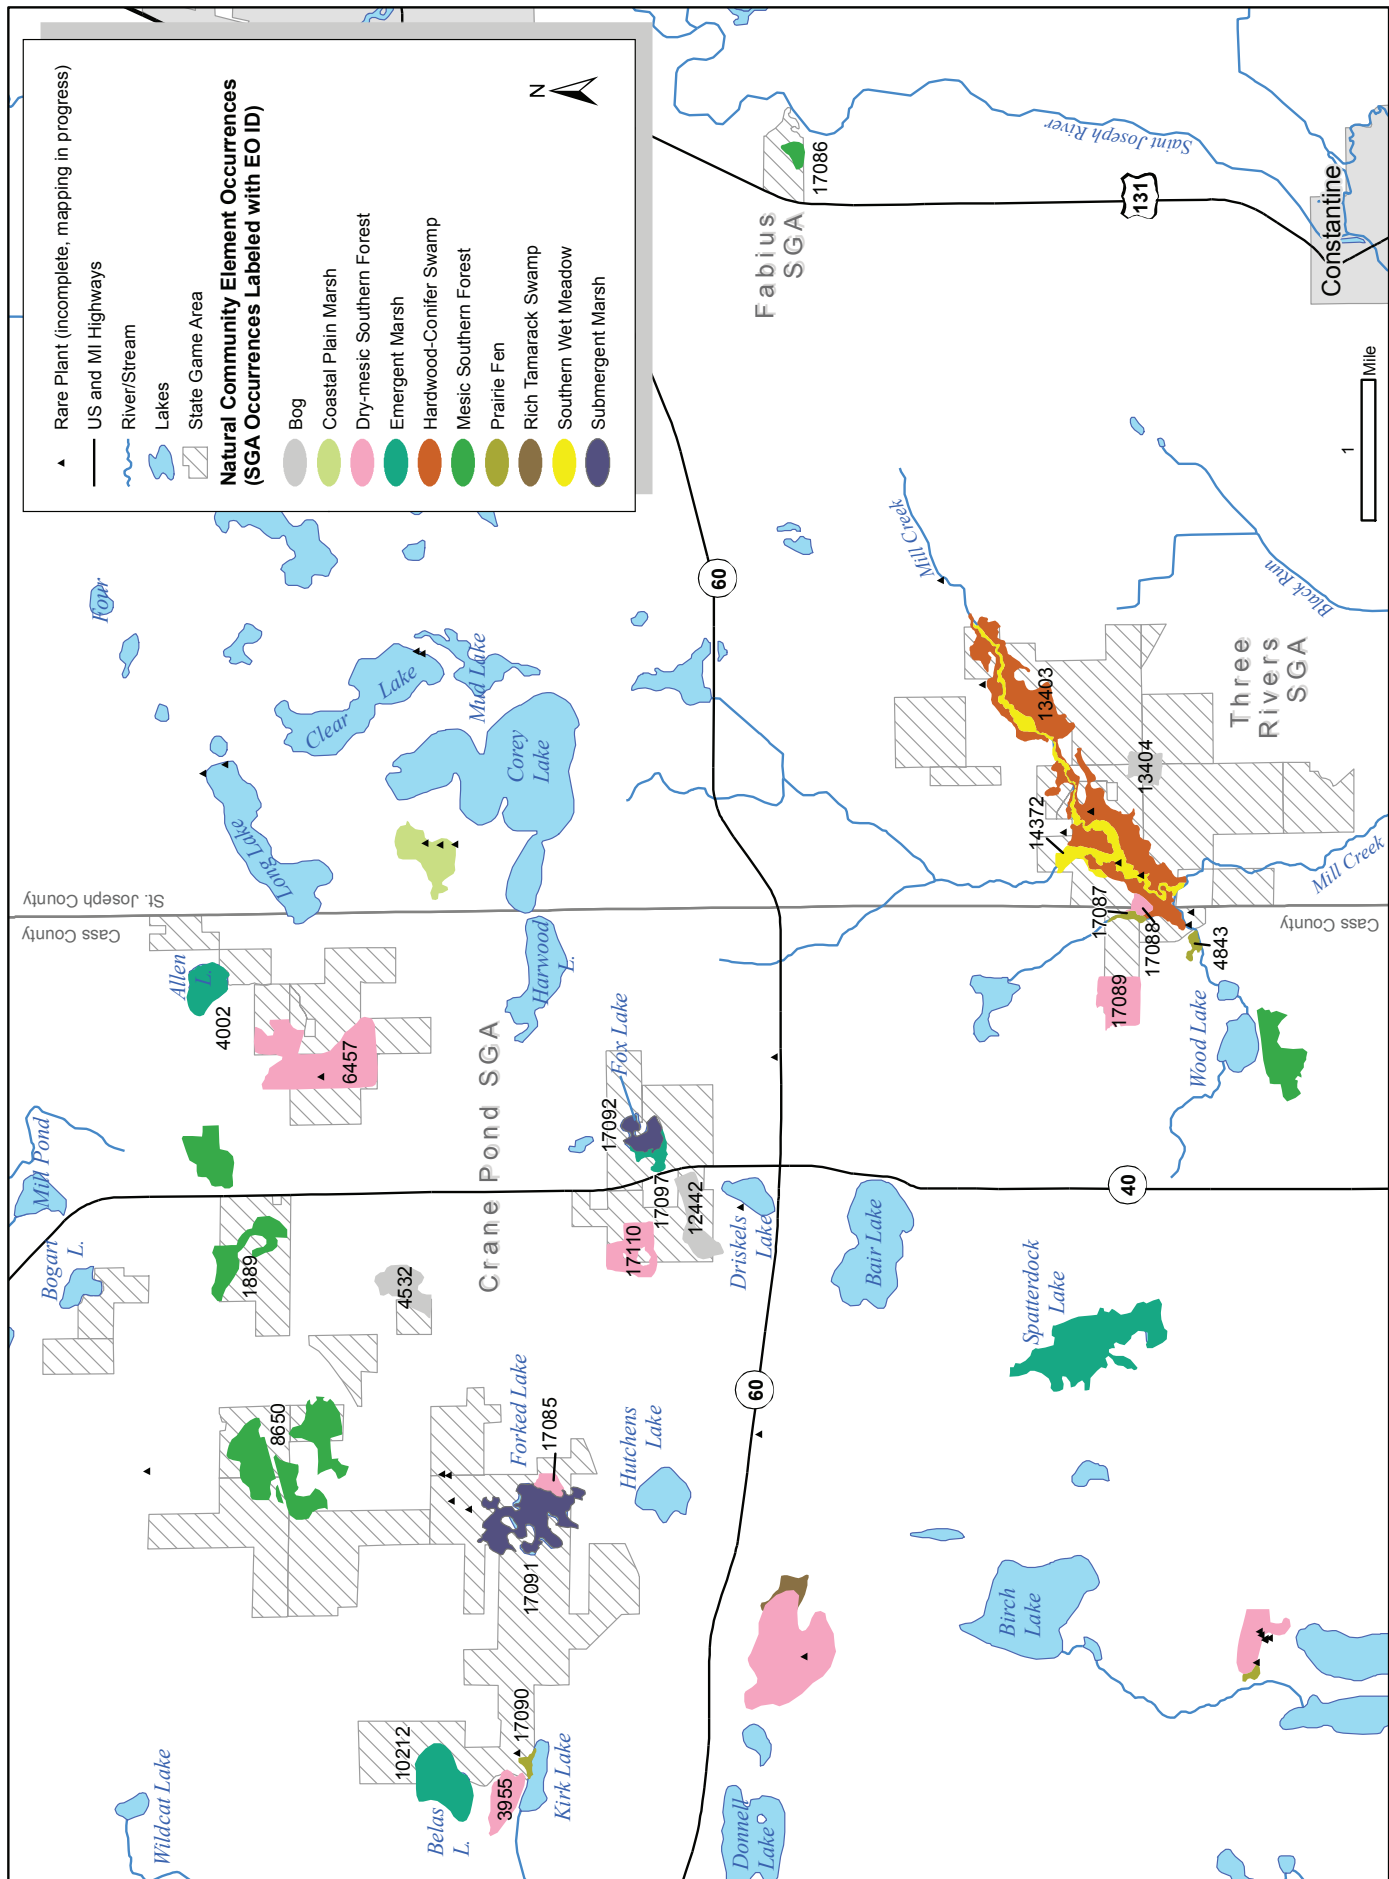 Rare Plant (incomplete, mapping in progress)
US and MI Highways
River/Stream
Lakes
State Game Area
Natural Community Element Occurrences
(SGA Occurrences Labeled with EO ID)
Bog
Coastal Plain Marsh
Dry-mesic Southern Forest
Emergent Marsh
Hardwood-Conifer Swamp
Mesic Southern Forest
Prairie Fen
Rich Tamarack Swamp
Southern Wet Meadow
Submergent Marsh
N
Wildcat Lake
Bogart
L.
Mill Pond
Allen
L.
4002
6457
1889
8650
4532
Cass County
St. Joseph County
Long Lake
Four
Clear
Lake
Mud Lake
Corey
Lake
Harwood
L.
Crane Pond SGA
Fox Lake
17092
17097
12442
17110
Forked Lake
17085
17091
Hutchens
Lake
10212
Belas
L.
3955
17090
Kirk Lake
Donnell
Lake
60
Driskels
Lake
Bair Lake
40
60
Fabius
SGA
17086
131
Saint Joseph River
Constantine
Mill Creek
Black Run
13403
13404
14372
Three
Rivers
SGA
Mill Creek
17087
17088
17089
4843
Cass County
Wood Lake
Spatterdock
Lake
Birch
Lake
1
Mile